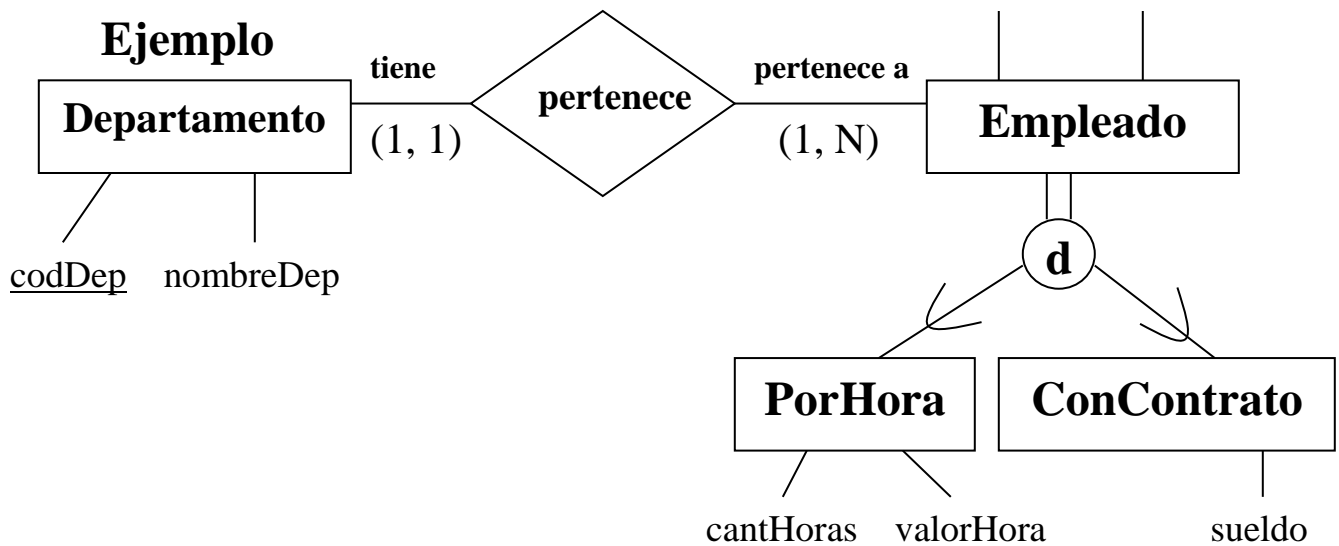 Ejemplo
tiene
pertenece a
Departamento
pertenece
Empleado
(1, 1)
(1, N)
codDep
nombreDep
d
PorHora
ConContrato
cantHoras
valorHora
sueldo